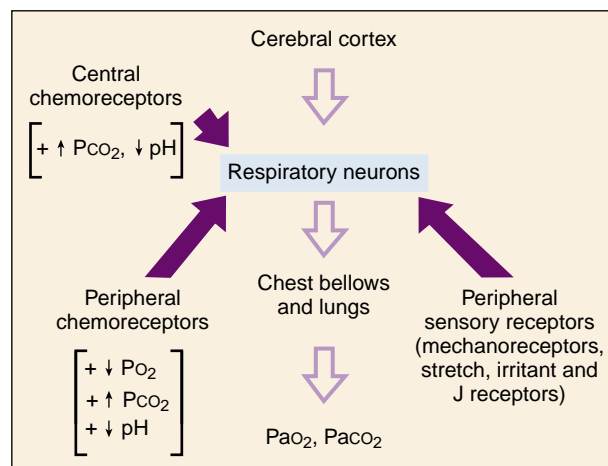 Cerebral cortex
Central
chemoreceptors
+ ↑ PCO₂, ↓ pH
Respiratory neurons
Peripheral
chemoreceptors
+ ↓ PO₂
+ ↑ PCO₂
+ ↓ pH
Chest bellows
and lungs
Peripheral
sensory receptors
(mechanoreceptors,
stretch, irritant and
J receptors)
PaO₂, PaCO₂